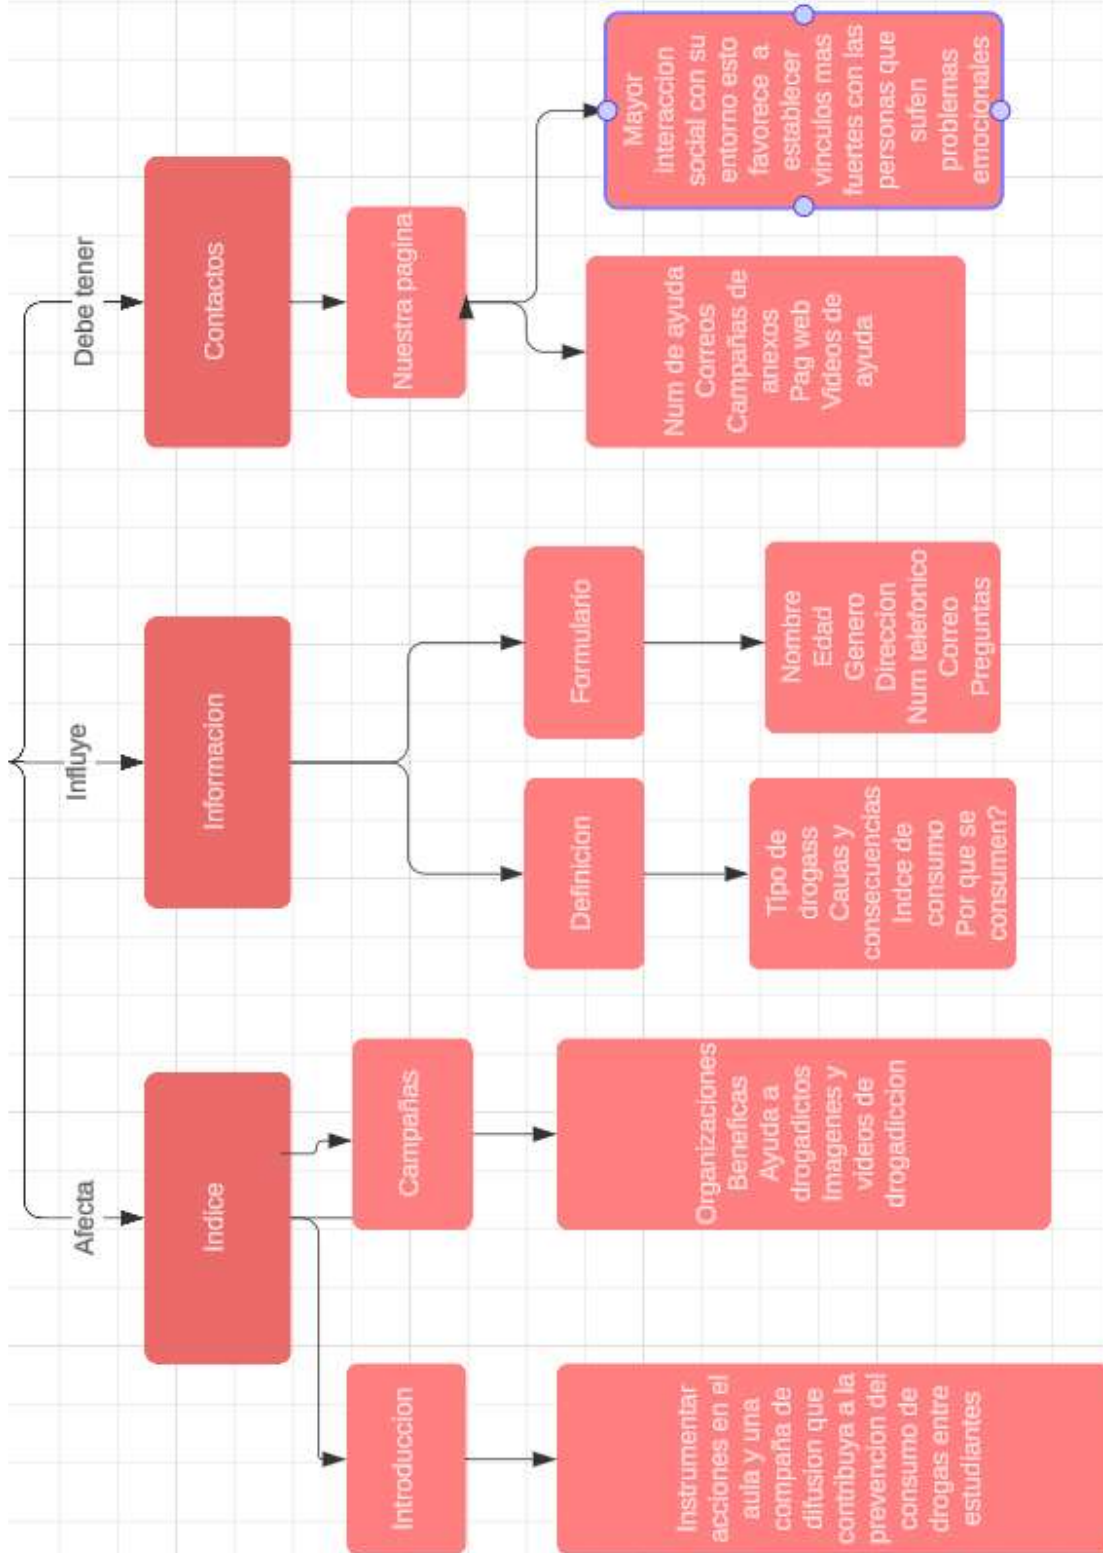 Afecta
Influye
Debe tener
Indice
Informacion
Contactos
Introduccion
Campañas
Definicion
Formulario
Nuestra pagina
Instrumentar
acciones en el
aula y una
compaña de
difusion que
contribuya a la
prevencion del
consumo de
drogas entre
estudiantes
Organizaciones
Beneficas
Ayuda a
drogadictos
Imagenes y
videos de
drogadiccion
Tipo de
drogass
Cauas y
consecuencias
Indce de
consumo
Por que se
consumen?
Nombre
Edad
Genero
Direccion
Num telefonico
Correo
Preguntas
Num de ayuda
Correos
Campañas de
anexos
Pag web
Videos de
ayuda
Mayor
interaccion
social con su
entorno esto
favorece a
establecer
vinculos mas
fuertes con las
personas que
sufen
problemas
emocionales